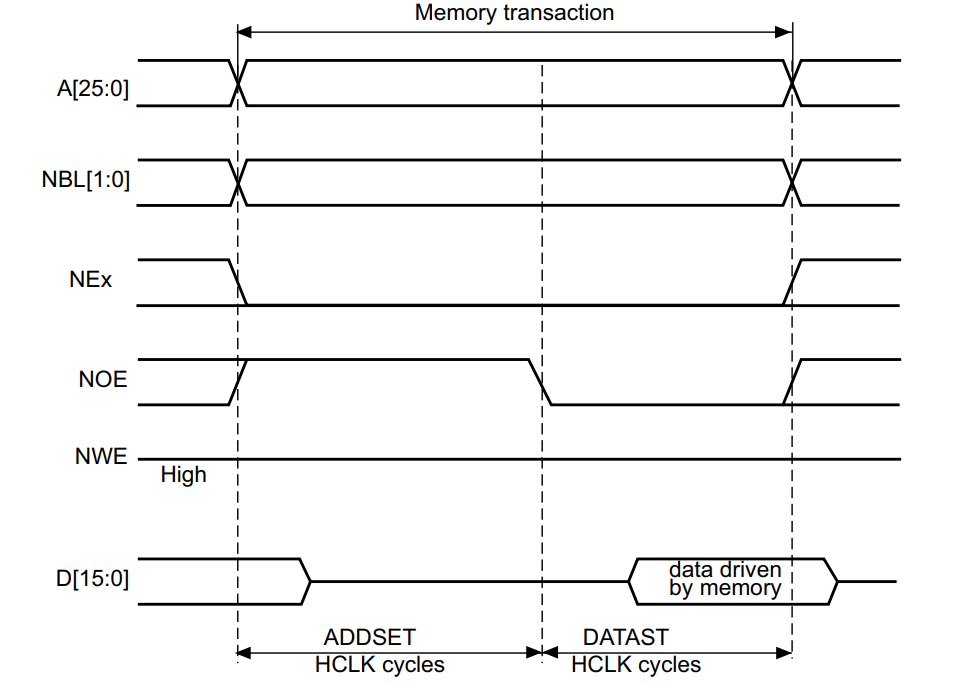 Memory transaction
A[25:0]
NBL[1:0]
NEx
NOE
NWE
High
D[15:0]
data driven
by memory
ADDSET
HCLK cycles
DATAST
HCLK cycles